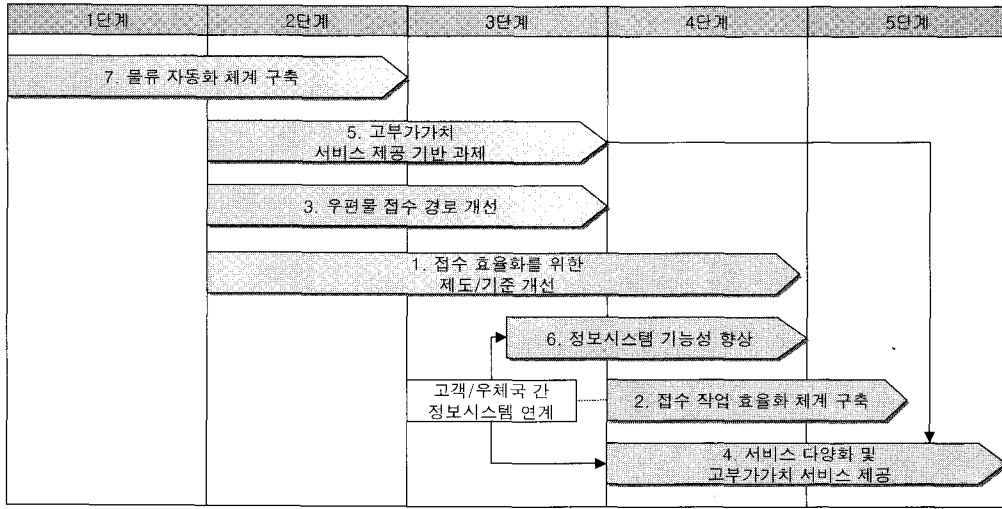 1단계
2단계
3단계
4단계
5단계
7. 물류 자동화 체계 구축
5. 고부가가치
서비스 제공 기반 과제
3. 우편물 접수 경로 개선
1. 접수 효율화를 위한
제도/기준 개선
6. 정보시스템 기능성 향상
고객/우체국 간
정보시스템 연계
2. 접수 작업 효율화 체계 구축
4. 서비스 다양화 및
고부가가치 서비스 제공